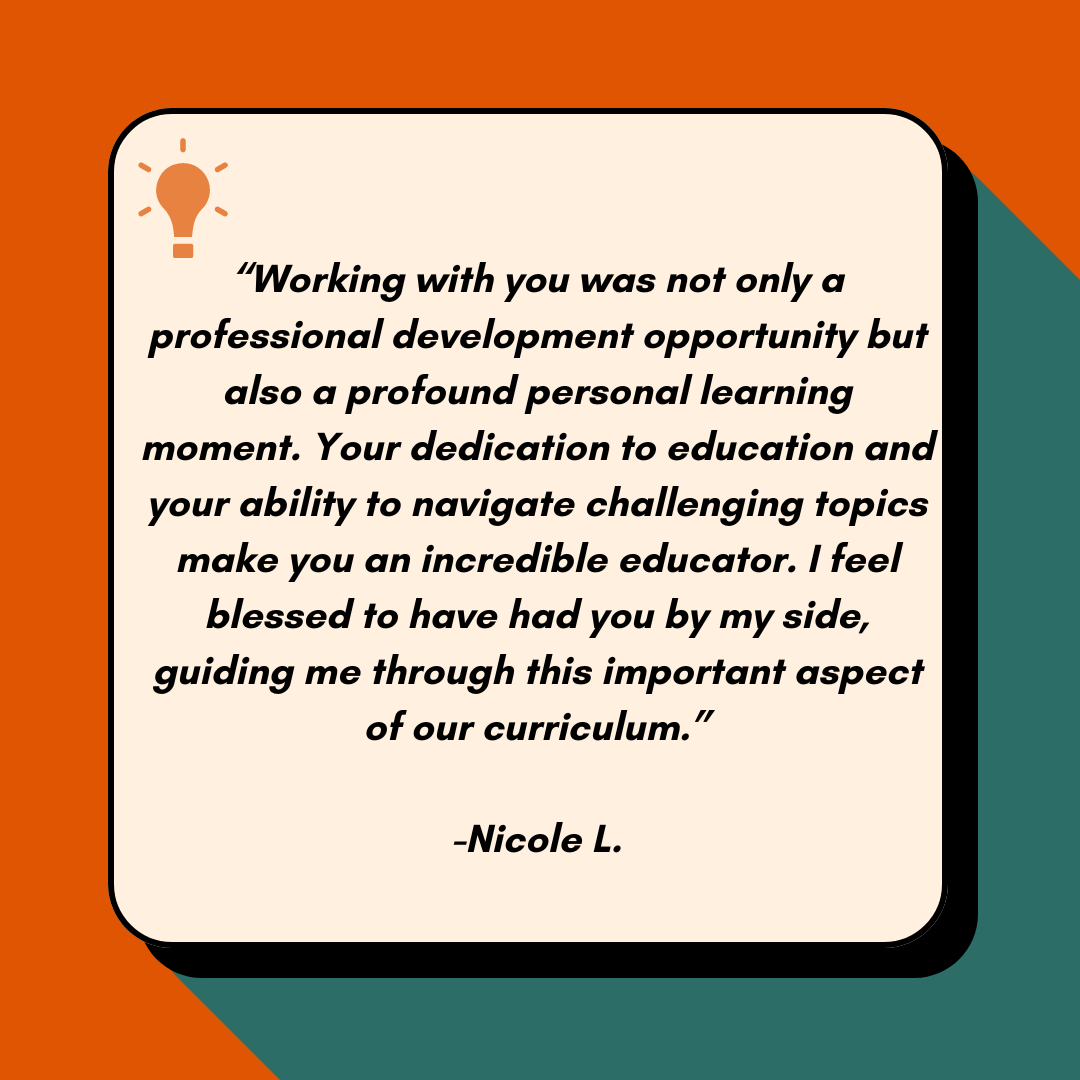 “Working with you was not only a
professional development opportunity but
also a profound personal learning
moment. Your dedication to education and
your ability to navigate challenging topics
make you an incredible educator. I feel
blessed to have had you by my side,
guiding me through this important aspect
of our curriculum.”
-Nicole L.